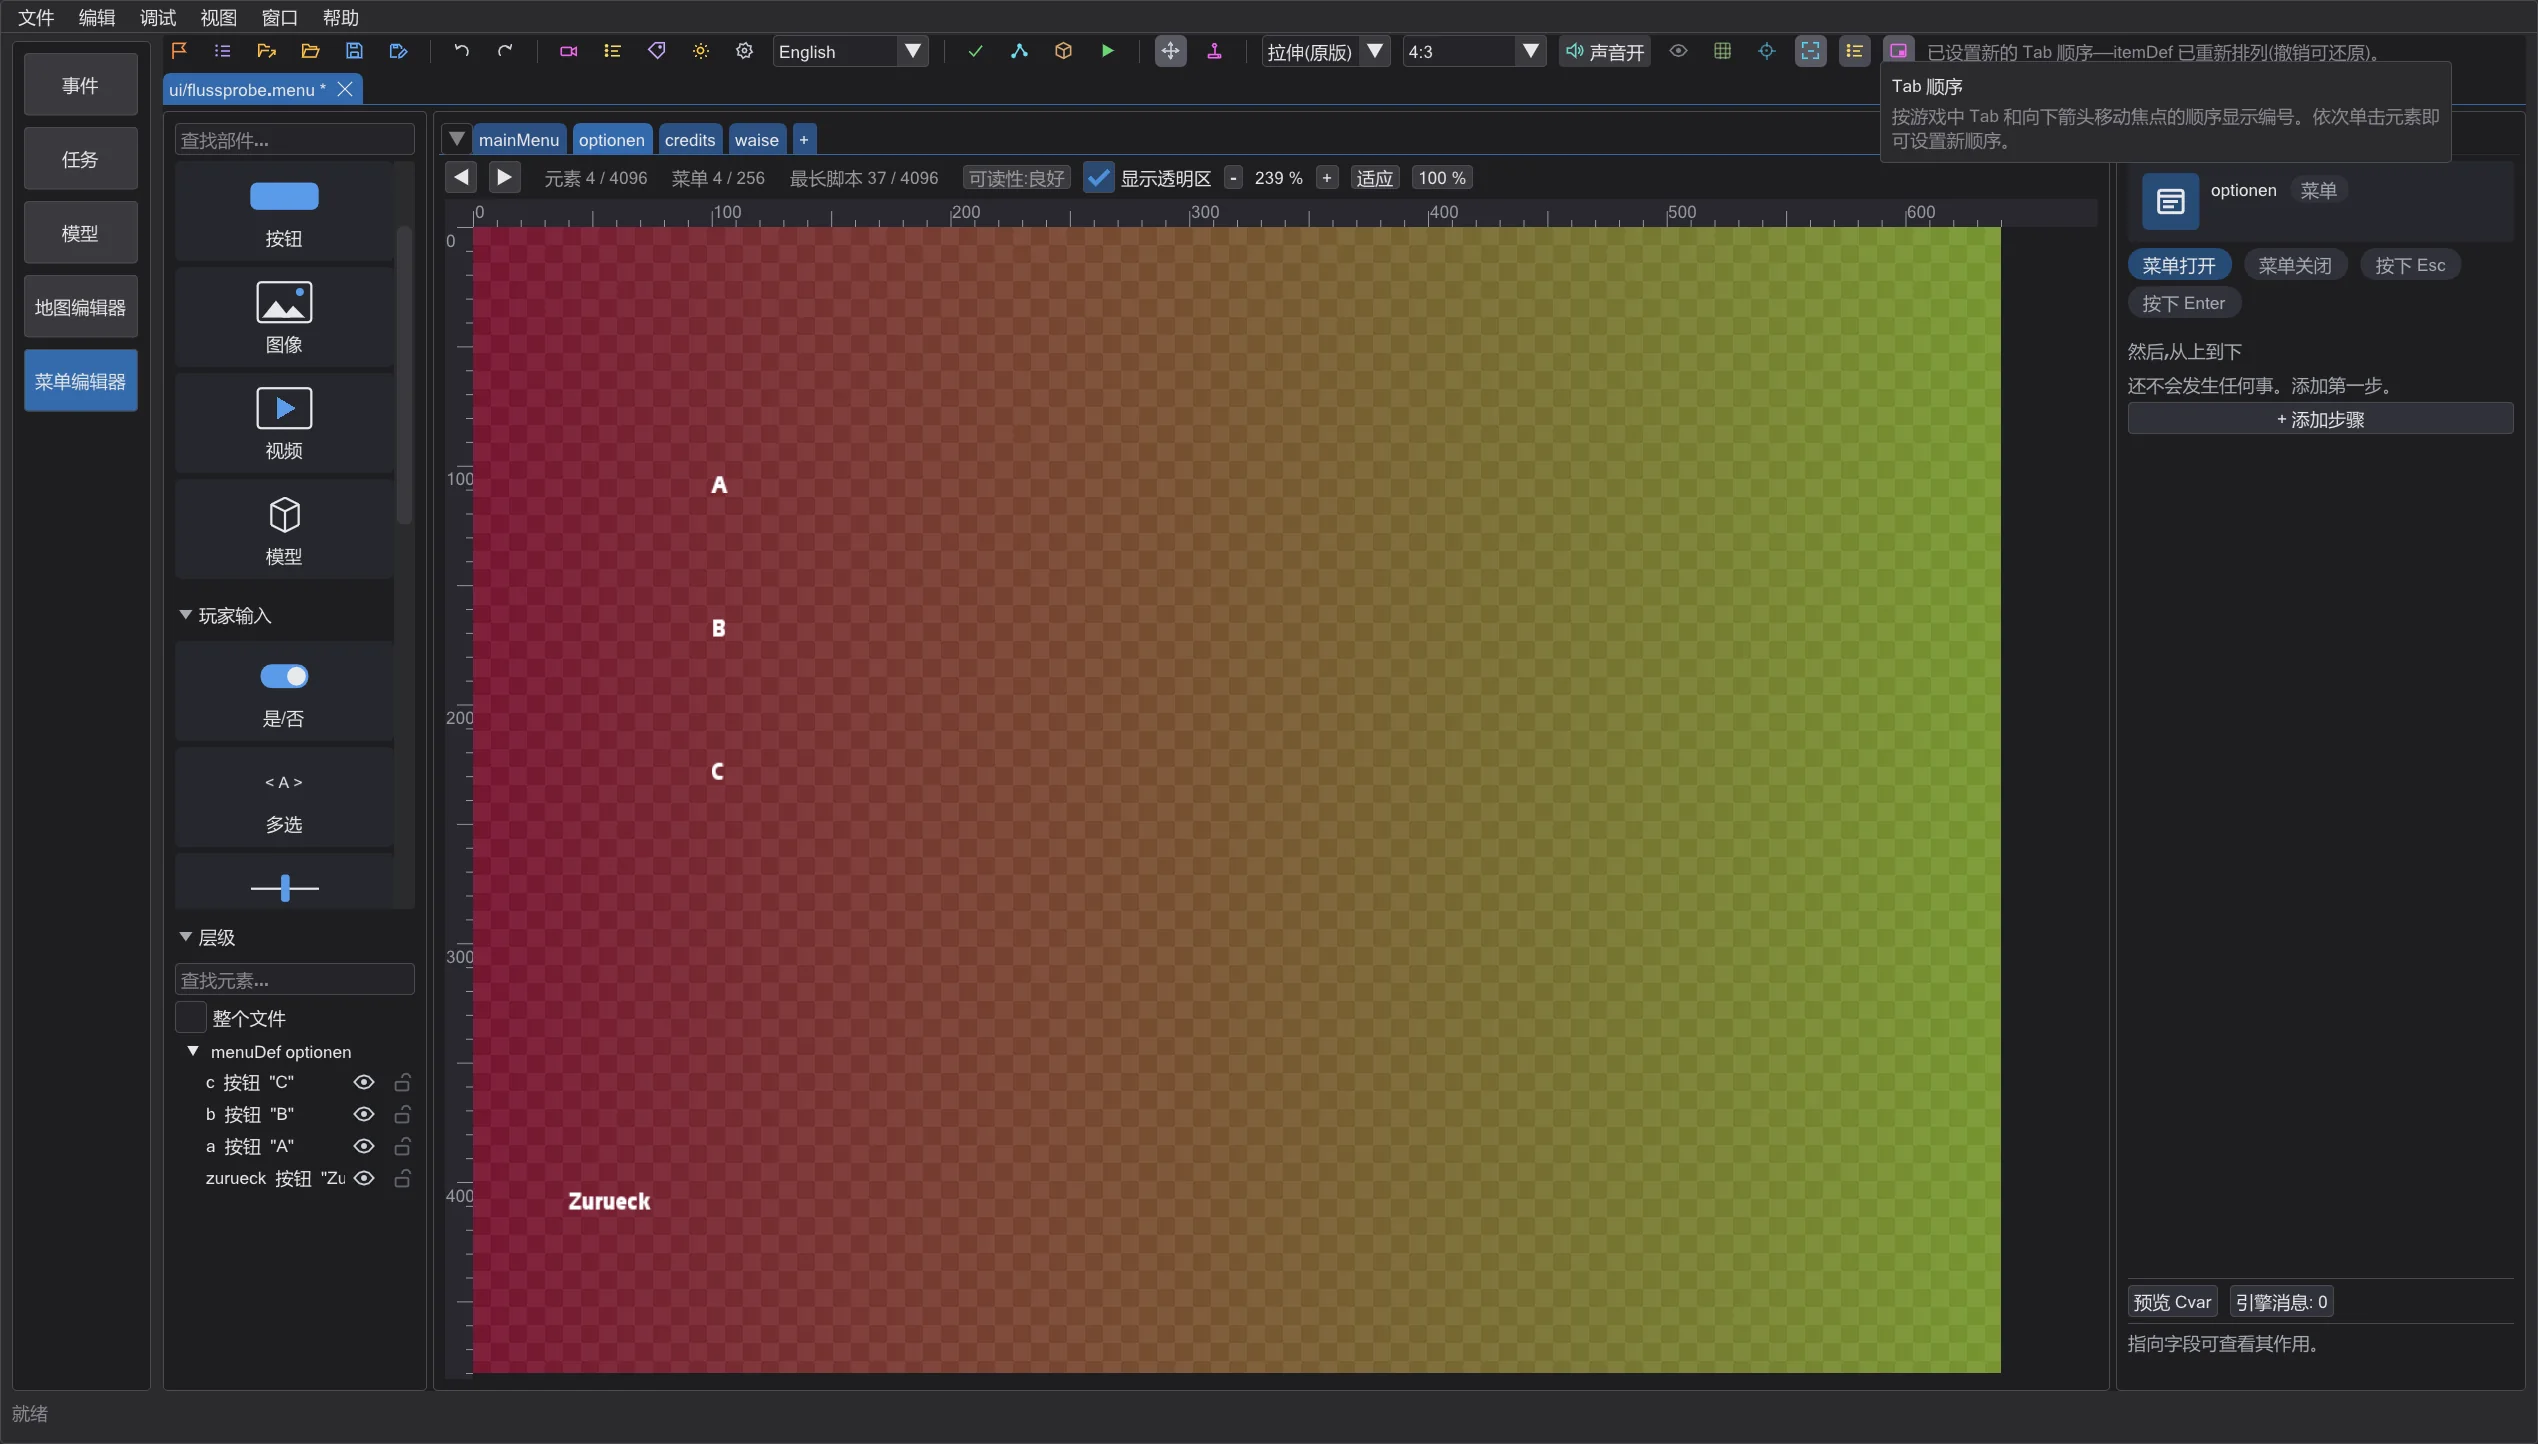 文件 编辑 调试 视图 窗口 帮助
English
拉伸(原版)
4:3
声音开
已设置新的 Tab 顺序—itemDef 已重新排列(撤销可还原)。
Tab 顺序
按游戏中 Tab 和向下箭头移动焦点的顺序显示编号。依次单击元素即
可设置新顺序。
事件
任务
模型
地图编辑器
菜单编辑器
ui/flussprobe.menu *
查找部件...
按钮
图像
视频
模型
玩家输入
是/否
< A >
多选
层级
查找元素...
整个文件
menuDef optionen
c 按钮 "C"
b 按钮 "B"
a 按钮 "A"
zurueck 按钮 "Zu
mainMenu optionen credits waise +
元素 4 / 4096 菜单 4 / 256 最长脚本 37 / 4096 可读性:良好 显示透明区 - 239 % + 适应 100 %
0 100 200 300 400 500 600
0
100
200
300
400
A
B
C
Zurueck
optionen 菜单
菜单打开 菜单关闭 按下 Esc
按下 Enter
然后,从上到下
还不会发生任何事。添加第一步。
+ 添加步骤
预览 Cvar 引擎消息: 0
指向字段可查看其作用。
就绪